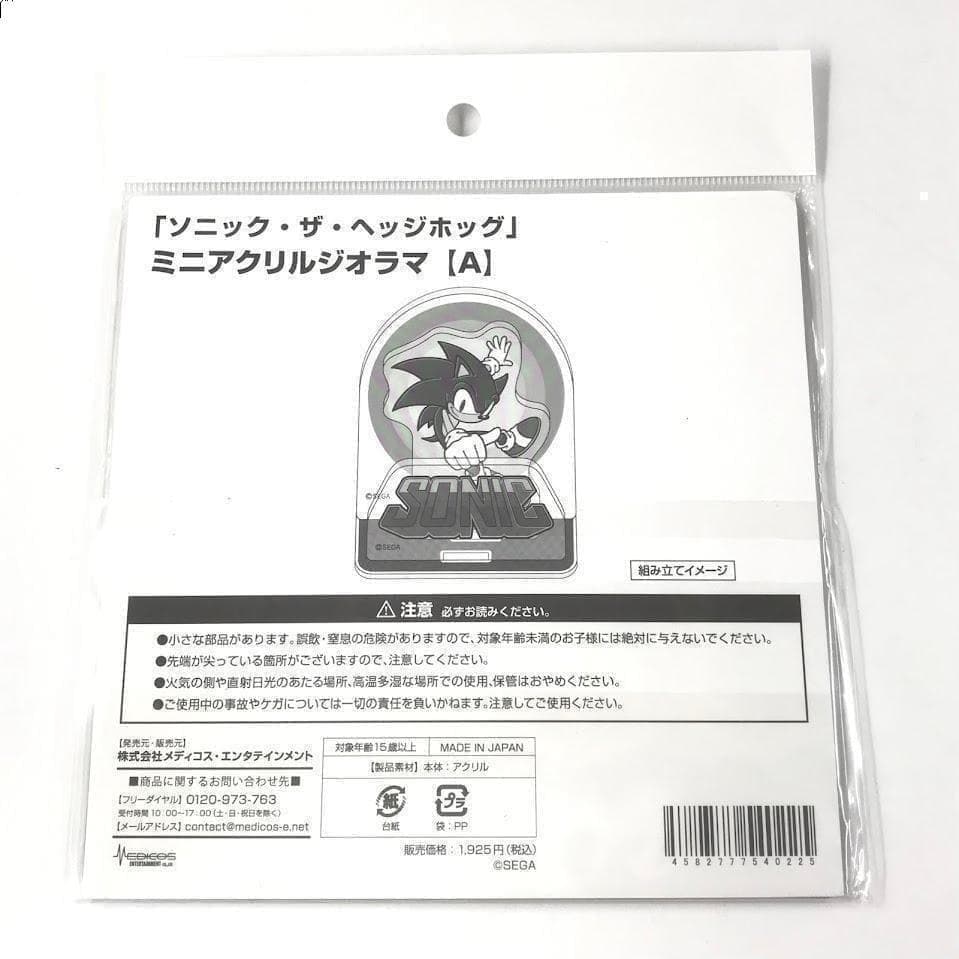 「ソニック・ザ・ヘッジホッグ」
ミニアクリルジオラマ【A】
©SEGA
SONIC
©SEGA
組み立てイメージ
⚠ 注意 必ずお読みください。
●小さな部品があります。誤飲・窒息の危険がありますので、対象年齢未満のお子様には絶対に与えないでください。
●先端が尖っている箇所がございますので、注意してください。
●火気の側や直射日光のあたる場所、高温多湿な場所での使用、保管はおやめください。
●ご使用中の事故やケガについては一切の責任を負いかねます。注意してご使用ください。
【発売元・販売元】
株式会社メディコス・エンタテインメント
■商品に関するお問い合わせ先■
【フリーダイヤル】0120-973-763
受付時間 10:00~17:00(土・日・祝日を除く)
【メールアドレス】contact@medicos-e.net
MEDICOS
ENTERTAINMENT co.,ltd
対象年齢15歳以上 MADE IN JAPAN
【製品素材】本体:アクリル
紙 プラ
台紙 袋:PP
販売価格:1,925円(税込)
©SEGA
4582777540225